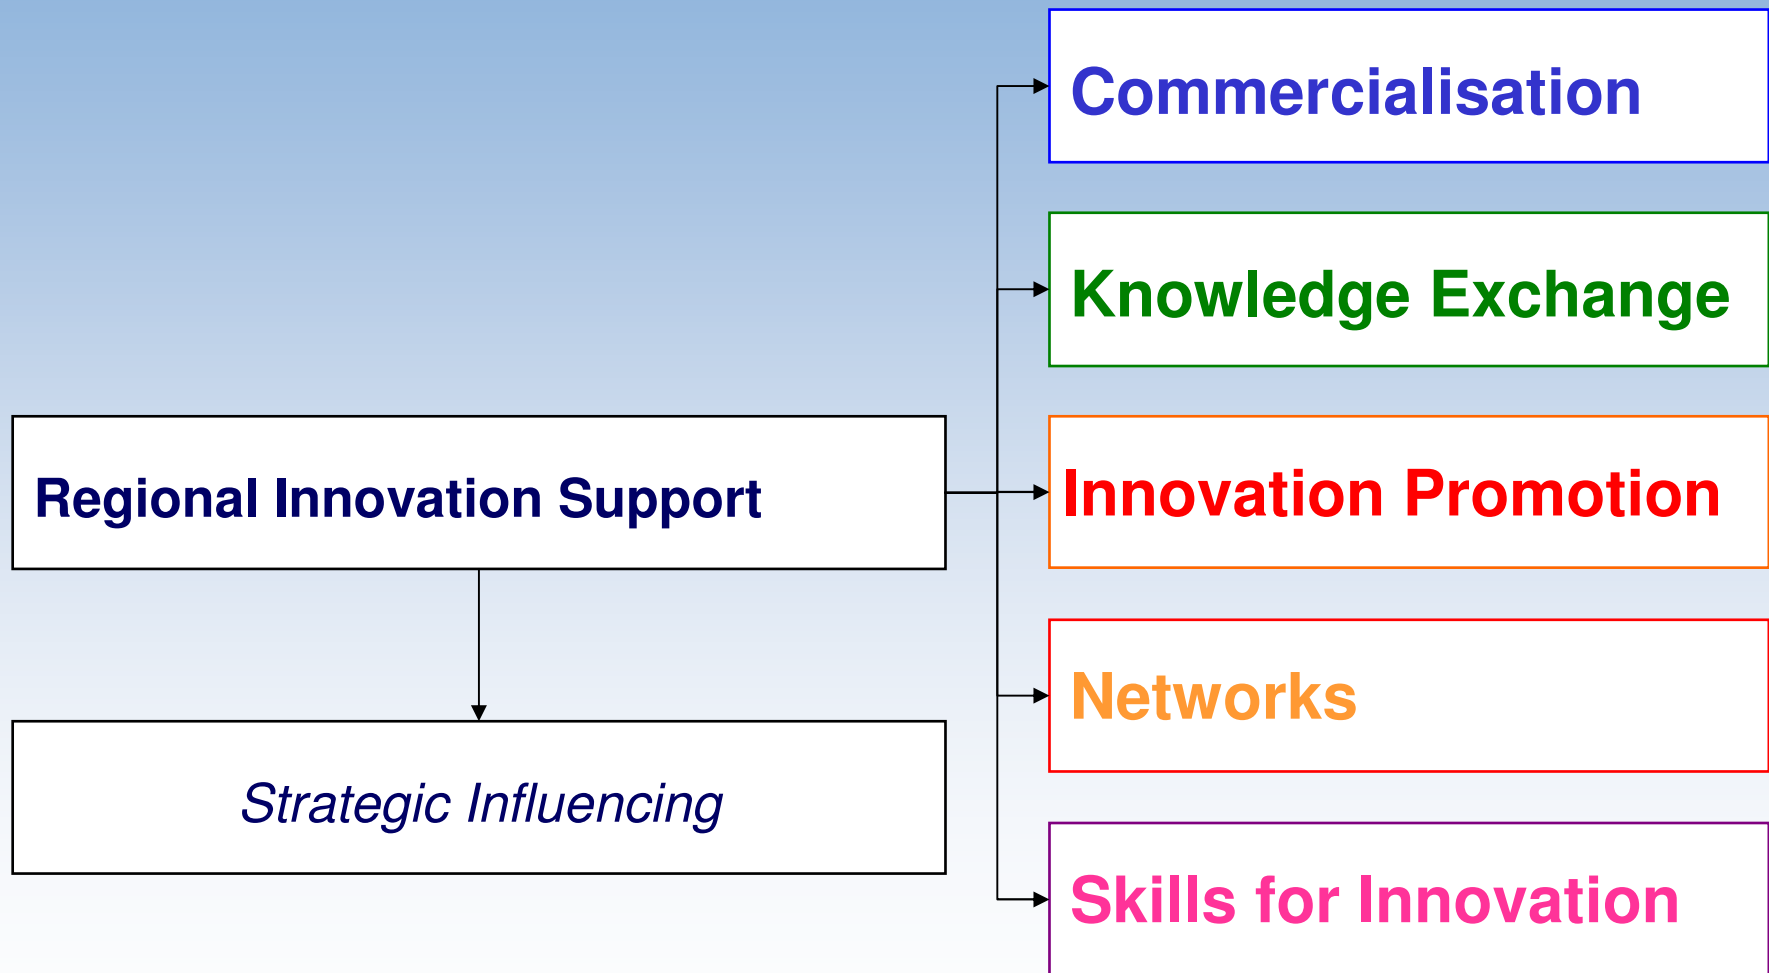 Commercialisation
Knowledge Exchange
Regional Innovation Support
Innovation Promotion
Networks
Strategic Influencing
Skills for Innovation